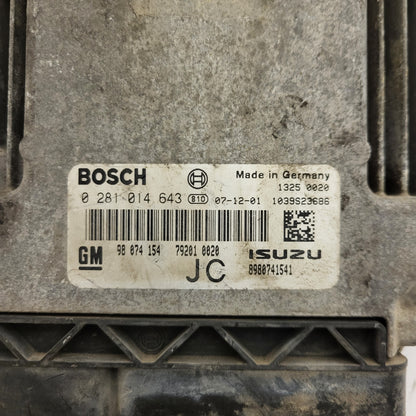 BOSCH Made in Germany
1325 0020
0 281 014 643 810 07-12-01 1039S23686
GM 98 074 154 79201 0020 ISUZU
JC 8980741541